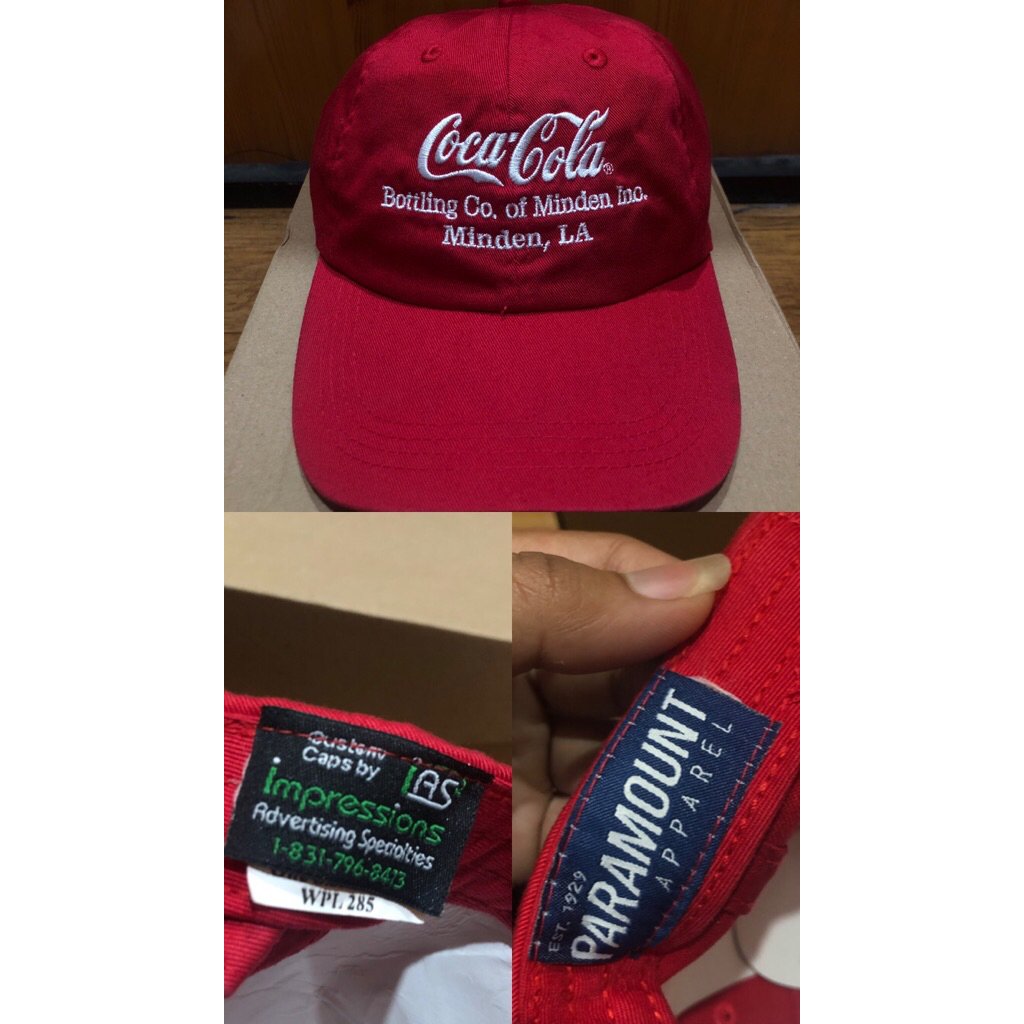 Coca-Cola®
Bottling Co. of Minden Inc.
Minden, LA
Custom
Caps by
IAS
impressions
Advertising Specialties
1-831-796-8413
WPL 285
PARAMOUNT
APPAREL
EST. 1929